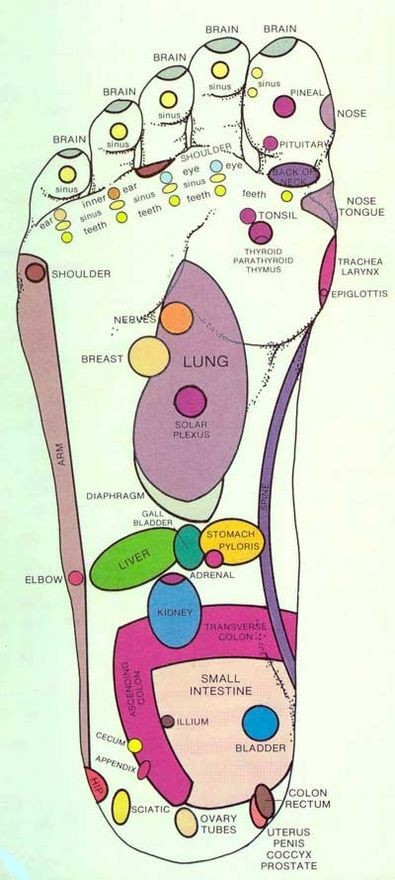 BRAIN
BRAIN
BRAIN
BRAIN
BRAIN
sinus
sinus
sinus
sinus
sinus
PINEAL
NOSE
PITUITARY
SHOULDER
eye
eye
BACK OF
NECK
ear
inner
ear
sinus
sinus
sinus
teeth
teeth
teeth
teeth
NOSE
TONGUE
TONSIL
THYROID
PARATHYROID
THYMUS
TRACHEA
LARYNX
EPIGLOTTIS
SHOULDER
NERVES
BREAST
LUNG
SOLAR
PLEXUS
ARM
SPINE
DIAPHRAGM
GALL
BLADDER
STOMACH
PYLORIS
LIVER
ADRENAL
ELBOW
KIDNEY
TRANSVERSE
COLON
ASCENDING
COLON
SMALL
INTESTINE
ILLIUM
BLADDER
CECUM
APPENDIX
HIP
SCIATIC
OVARY
TUBES
COLON
RECTUM
UTERUS
PENIS
COCCYX
PROSTATE